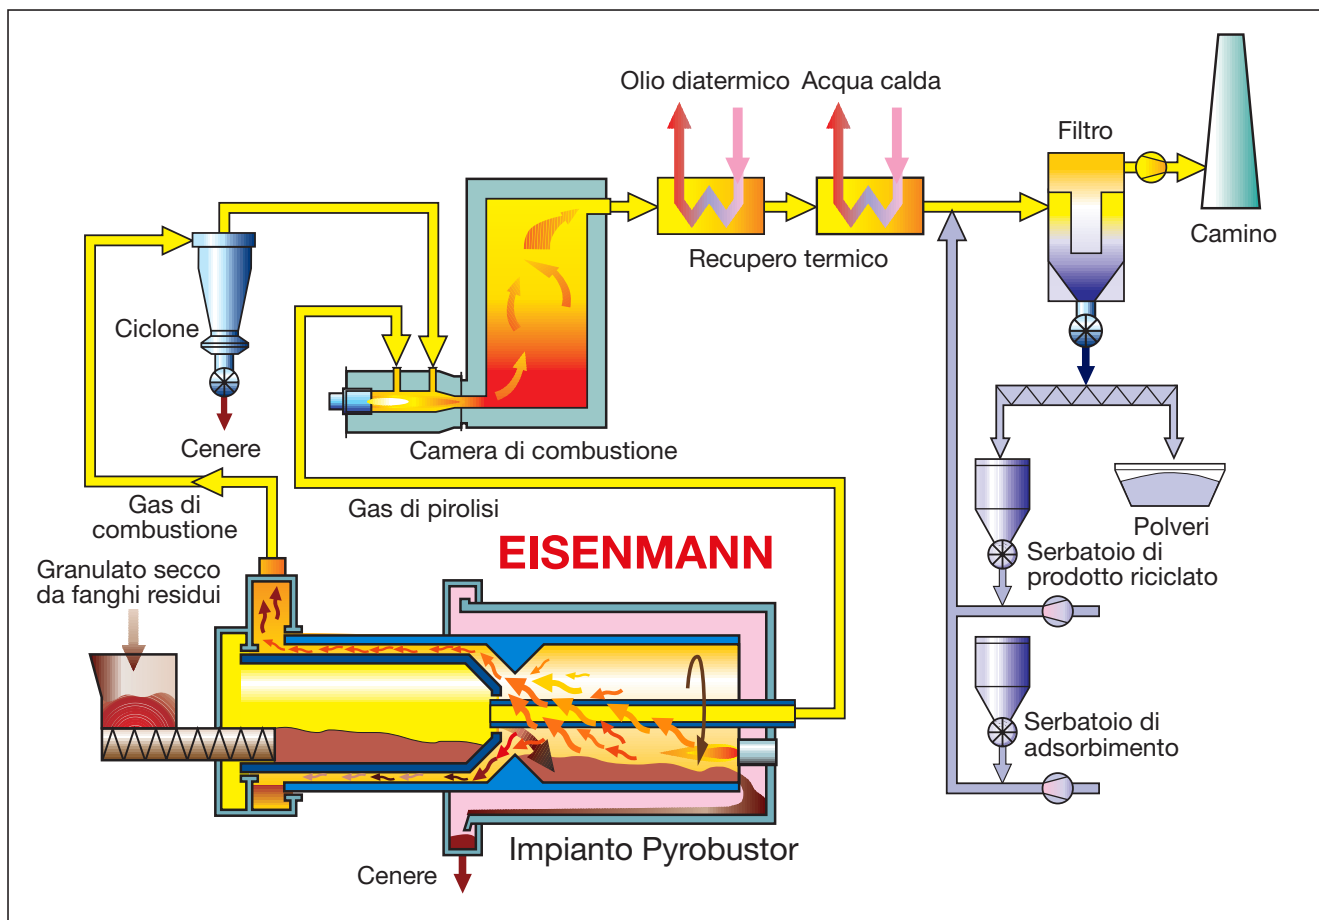 Olio diatermico
Acqua calda
Filtro
Camino
Recupero termico
Ciclone
Cenere
Camera di combustione
Gas di
combustione
Gas di pirolisi
Polveri
EISENMANN
Serbatoio di
prodotto riciclato
Granulato secco
da fanghi residui
Serbatoio di
adsorbimento
Impianto Pyrobustor
Cenere